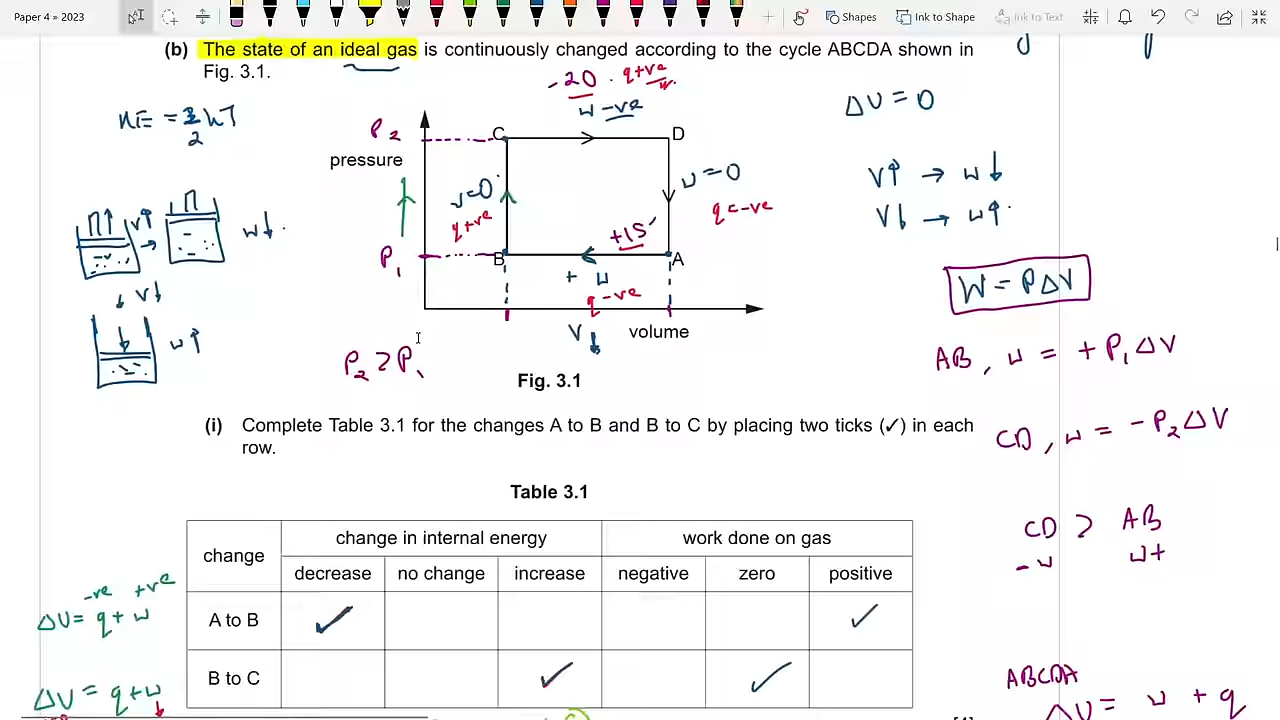 Paper 4 » 2023
Shapes
Ink to Shape
Ink to Text
(b) The state of an ideal gas is continuously changed according to the cycle ABCDA shown in
Fig. 3.1.
-20 . q+ve
w
w -ve
KE = 3/2 kT
ΔU = 0
P2
C
D
pressure
w=0
q+ve
w=0
q=-ve
V↑ → w↓
V↓ → w↑
V↑
w↓
P1
B
+15
A
+ w
q-ve
W = PΔV
V↓
w↑
V↓
volume
P2 > P1
Fig. 3.1
AB, w = +P1ΔV
CD, w = -P2ΔV
(i) Complete Table 3.1 for the changes A to B and B to C by placing two ticks (✓) in each
row.
Table 3.1
CD > AB
-w w+
change
change in internal energy
work done on gas
decrease no change increase negative zero positive
A to B ✓ ✓
B to C ✓ ✓
-ve +ve
ΔU = q + w
ΔU = q+w
ABCDA
ΔU = w + q